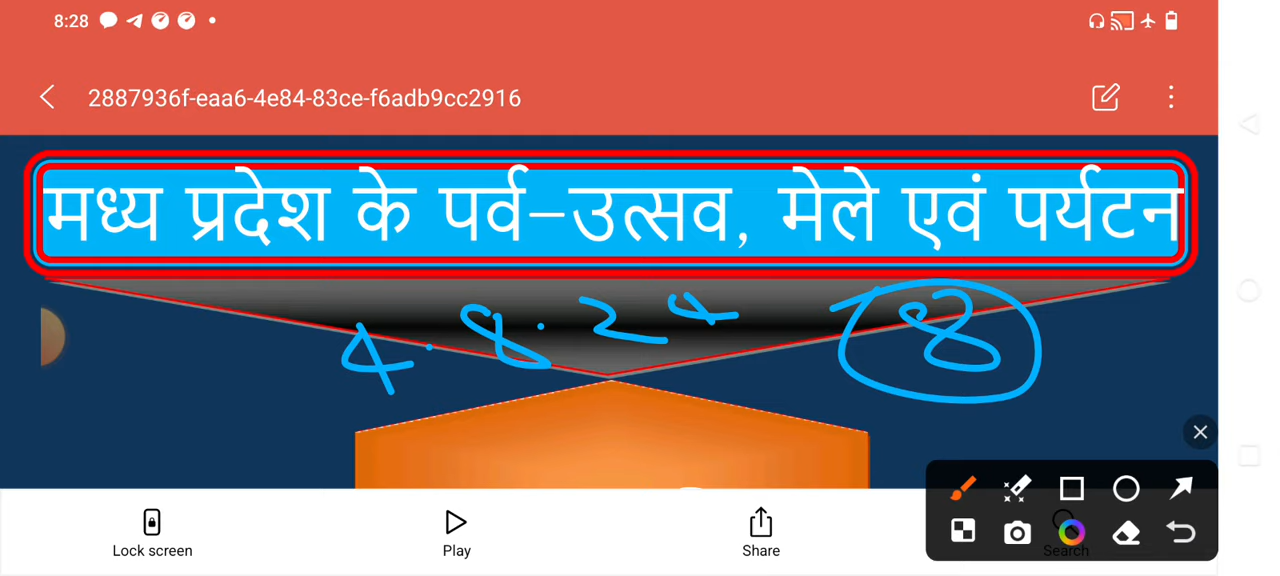 8:28
2887936f-eaa6-4e84-83ce-f6adb9cc2916
मध्य प्रदेश के पर्व-उत्सव, मेले एवं पर्यटन
4.8.24 8
Lock screen Play Share Search